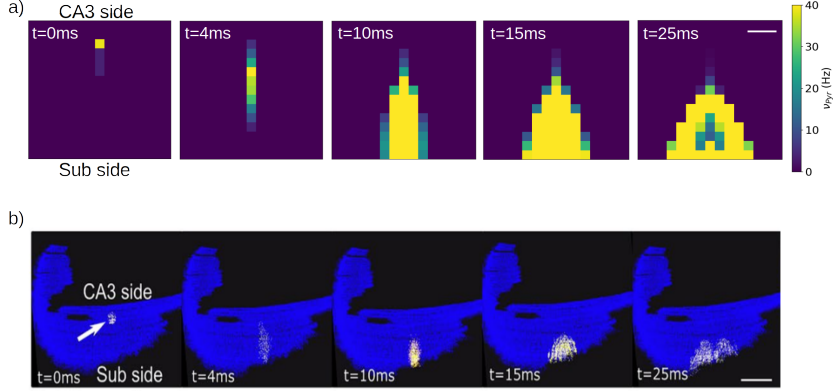 a)
CA3 side
t=0ms
t=4ms
t=10ms
t=15ms
t=25ms
Sub side
40
30
20
10
0
νPyr (Hz)
b)
CA3 side
Sub side
t=0ms
t=4ms
t=10ms
t=15ms
t=25ms